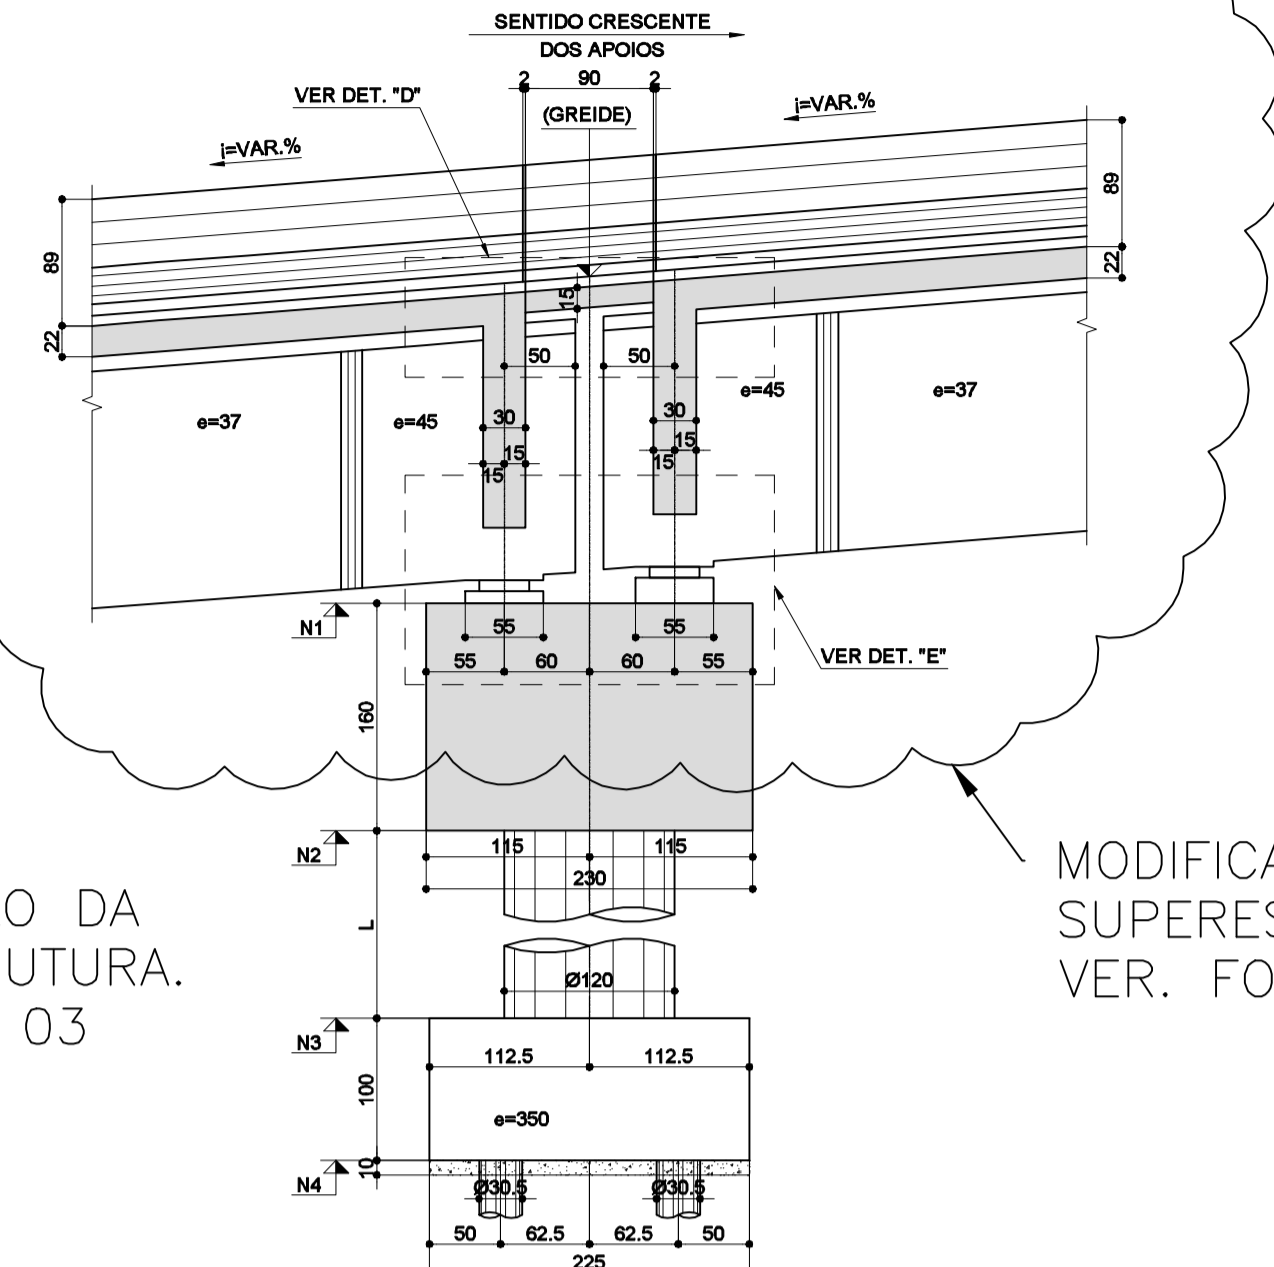 SENTIDO CRESCENTE
DOS APOIOS
2 90 2
VER DET. "D"
(GREIDE)
i=VAR.%
i=VAR.%
89
22
89
22
15
50 50
e=37
e=45
e=45
e=37
30
15
15
30
15
15
N1
55 55
55 60 60 55
VER DET. "E"
160
N2
115 115
230
L
O DA
UTURA.
03
MODIFICA
SUPERES
VER. FO
Ø120
N3
112.5 112.5
100
e=350
10
N4
Ø30.5 Ø30.5
50 62.5 62.5 50
225